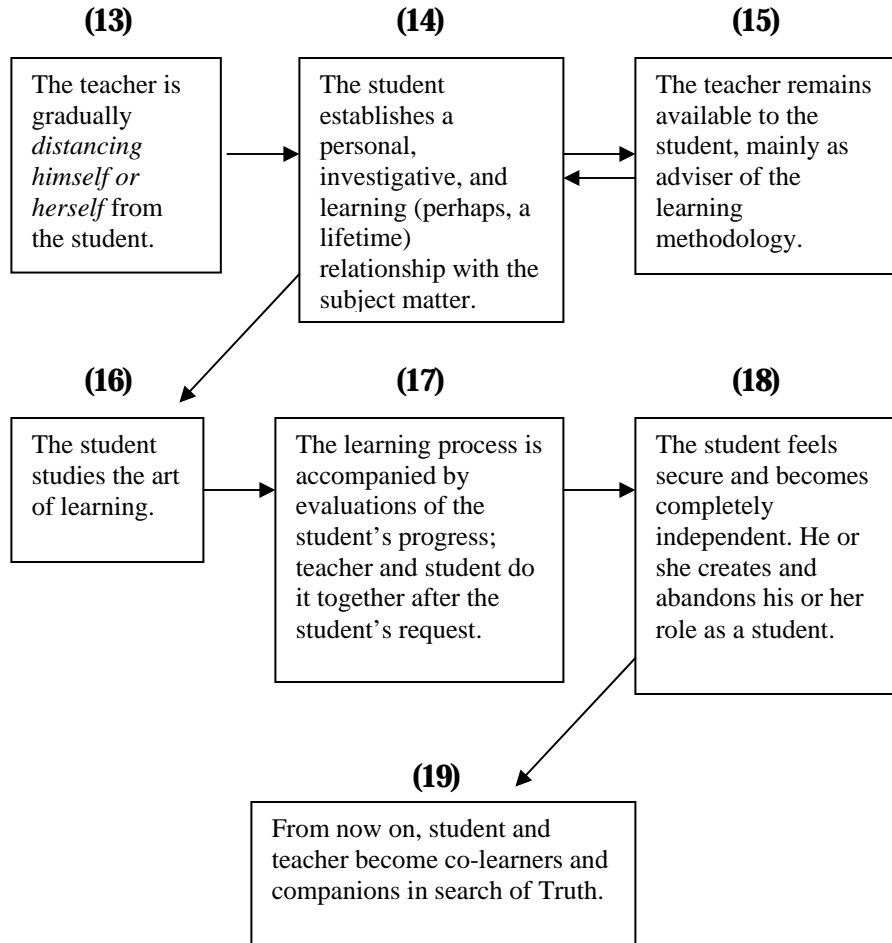 (13)
The teacher is
gradually
distancing
himself or
herself from
the student.
(14)
The student
establishes a
personal,
investigative, and
learning (perhaps, a
lifetime)
relationship with the
subject matter.
(15)
The teacher remains
available to the
student, mainly as
adviser of the
learning
methodology.
(16)
The student
studies the art
of learning.
(17)
The learning process is
accompanied by
evaluations of the
student’s progress;
teacher and student do
it together after the
student’s request.
(18)
The student feels
secure and becomes
completely
independent. He or
she creates and
abandons his or her
role as a student.
(19)
From now on, student and
teacher become co-learners and
companions in search of Truth.